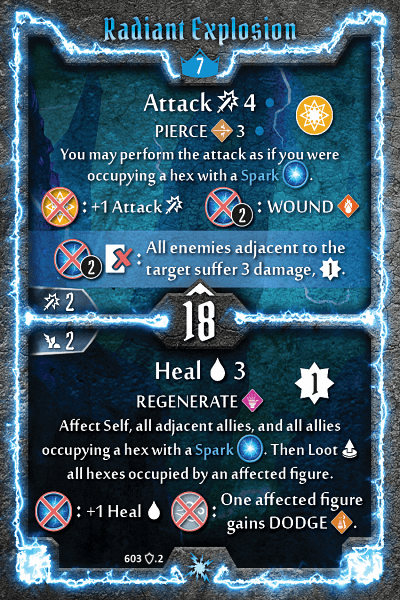 Radiant Explosion
7
Attack 4
PIERCE 3
You may perform the attack as if you were
occupying a hex with a Spark .
: +1 Attack 2 : WOUND
2 : All enemies adjacent to the
target suffer 3 damage, 1.
2
18
2
Heal 3
1
REGENERATE
Affect Self, all adjacent allies, and all allies
occupying a hex with a Spark . Then Loot
all hexes occupied by an affected figure.
: +1 Heal : One affected figure
gains DODGE .
603 .2